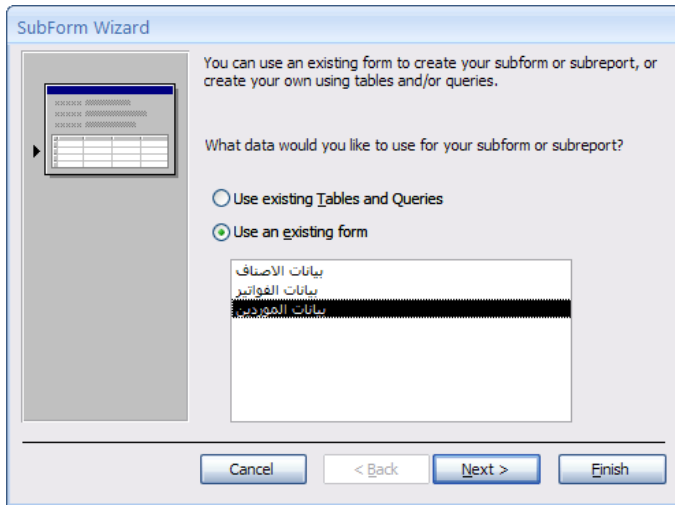 SubForm Wizard
You can use an existing form to create your subform or subreport, or
create your own using tables and/or queries.
What data would you like to use for your subform or subreport?
Use existing Tables and Queries
Use an existing form
بيانات الاصناف
بيانات الفواتير
بيانات الموردين
Cancel
< Back
Next >
Finish